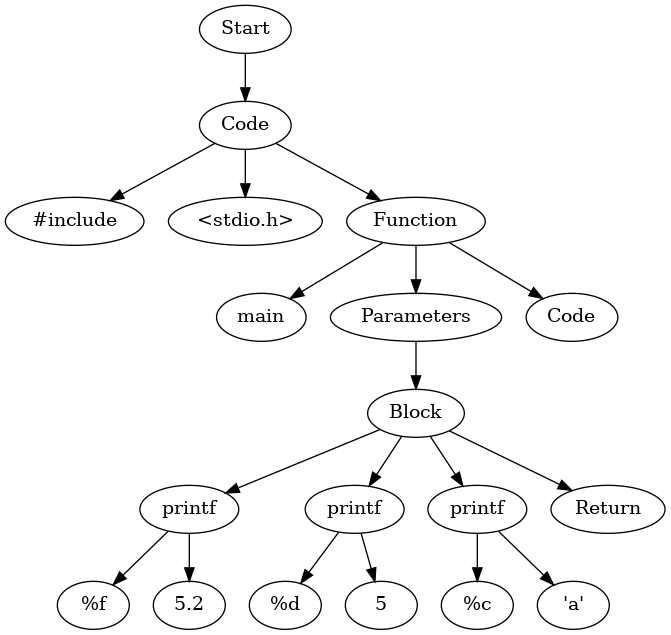 Start
Code
#include
<stdio.h>
Function
main
Parameters
Code
Block
printf
printf
printf
Return
%f
5.2
%d
5
%c
'a'